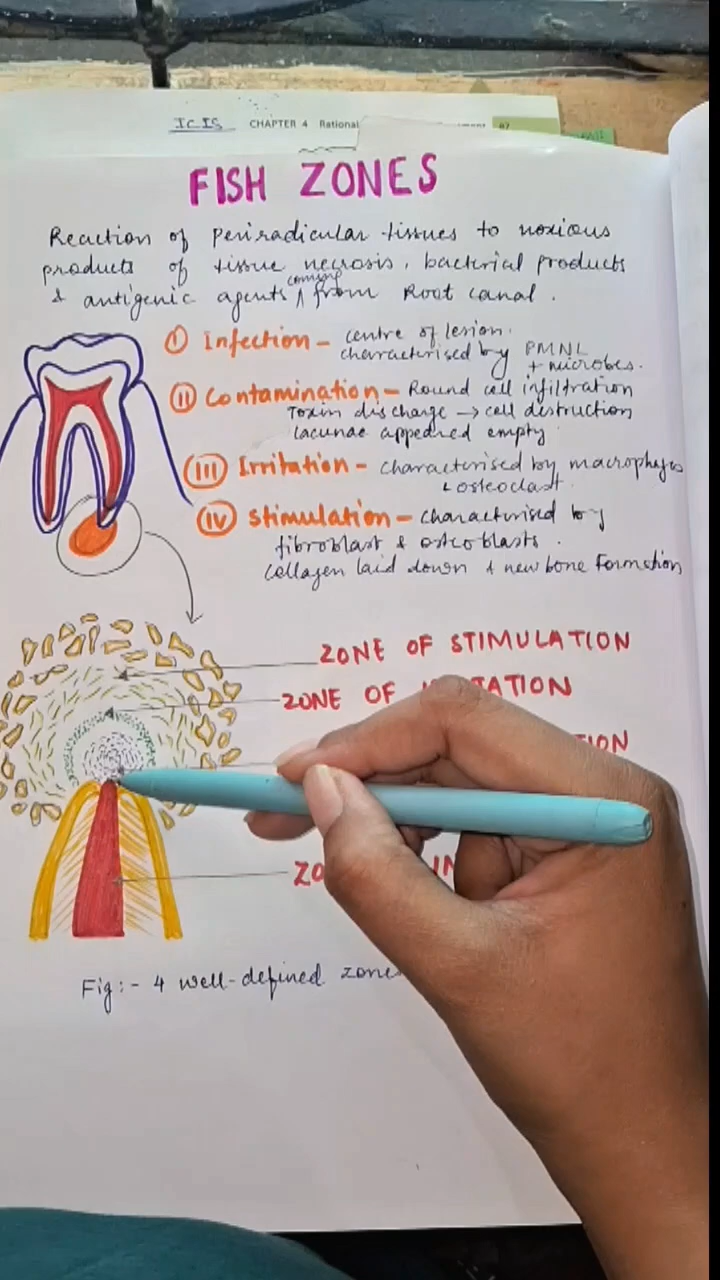 ICIS CHAPTER 4 Rational
FISH ZONES
Reaction of periradicular tissues to noxious
products of tissue necrosis, bacterial products
& antigenic agents coming from Root canal.
I Infection - centre of lesion.
characterised by PMNL
+ microbes.
II Contamination - Round cell infiltration
Toxin discharge → cell destruction
lacunae appeared empty
III Irritation - characterised by macrophages
& osteoclast.
IV Stimulation - characterised by
fibroblast & osteoblasts.
Collagen laid down & new bone Formation
ZONE OF STIMULATION
ZONE OF
Fig:- 4 well-defined